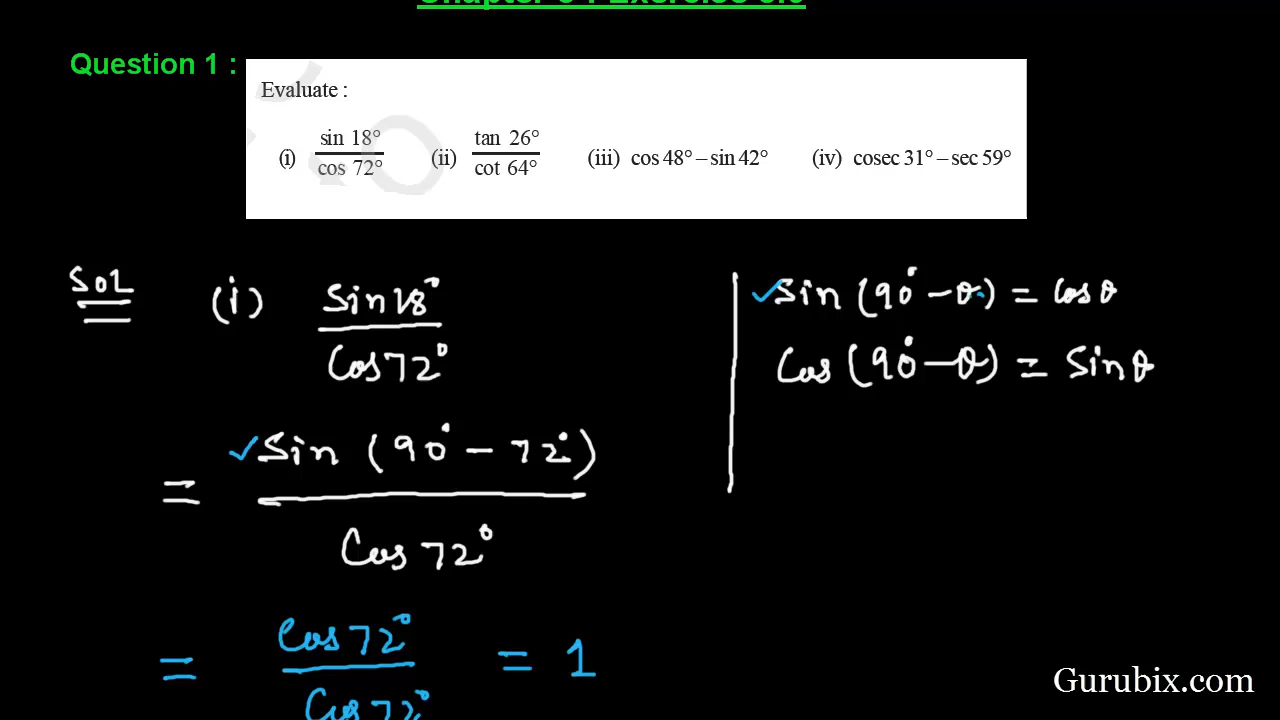 Question 1 :
Evaluate :
(i) sin 18° / cos 72° (ii) tan 26° / cot 64° (iii) cos 48° – sin 42° (iv) cosec 31° – sec 59°
Sol (i) Sin 18° / Cos 72°
✓ Sin (90° – θ) = Cos θ
Cos (90° – θ) = Sin θ
= ✓ Sin (90° – 72°) / Cos 72°
= Cos 72° / Cos 72° = 1
Gurubix.com